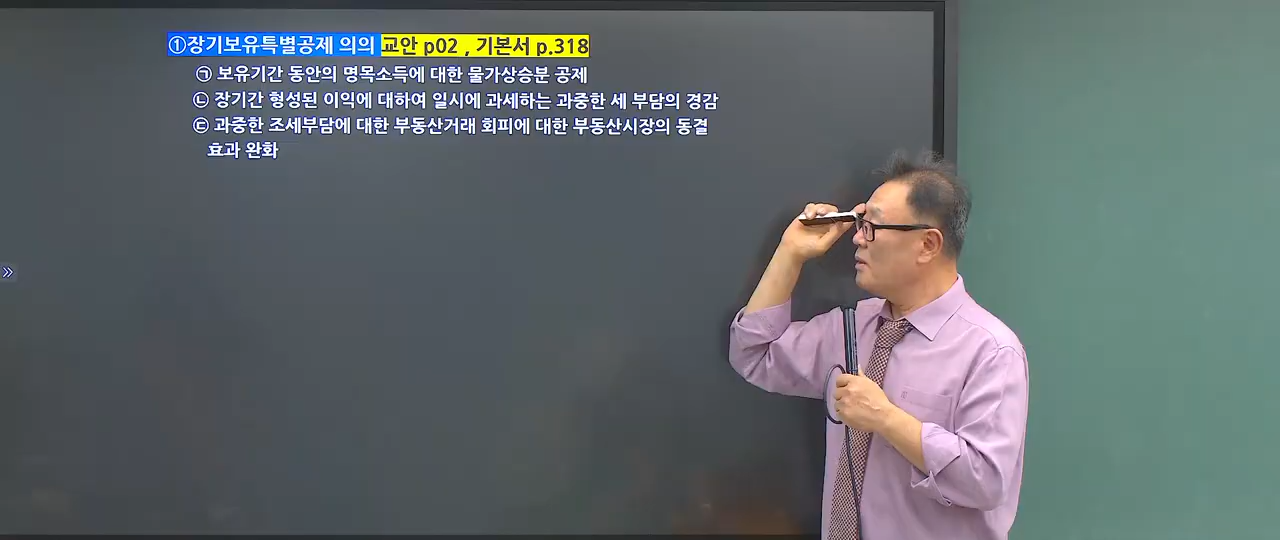 ①장기보유특별공제 의의 교안 p02 , 기본서 p.318
㉠ 보유기간 동안의 명목소득에 대한 물가상승분 공제
㉡ 장기간 형성된 이익에 대하여 일시에 과세하는 과중한 세 부담의 경감
㉢ 과중한 조세부담에 대한 부동산거래 회피에 대한 부동산시장의 동결
효과 완화